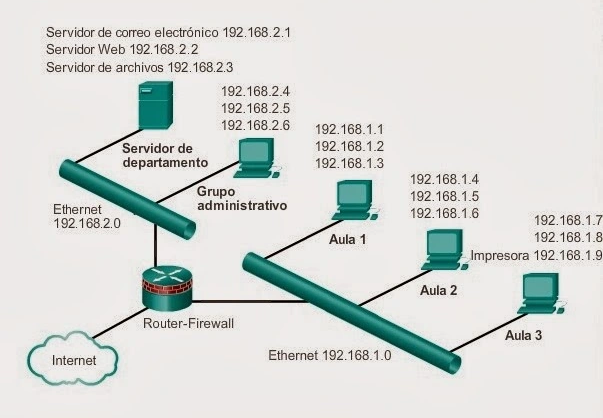 Servidor de correo electrónico 192.168.2.1
Servidor Web 192.168.2.2
Servidor de archivos 192.168.2.3
192.168.2.4
192.168.2.5
192.168.2.6
Servidor de
departamento
Grupo
administrativo
Ethernet
192.168.2.0
192.168.1.1
192.168.1.2
192.168.1.3
Aula 1
192.168.1.4
192.168.1.5
192.168.1.6
Aula 2
192.168.1.7
192.168.1.8
Impresora 192.168.1.9
Aula 3
Router-Firewall
Internet
Ethernet 192.168.1.0